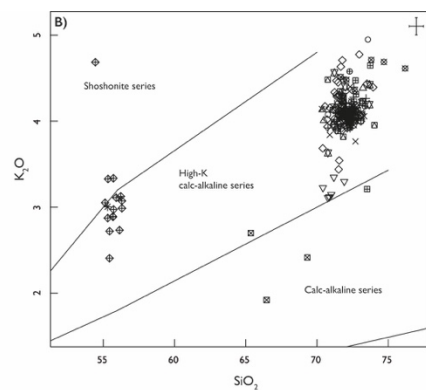 B)
5
4
3
2
K₂O
Shoshonite series
High-K
calc-alkaline series
Calc-alkaline series
55
60
65
70
75
SiO₂